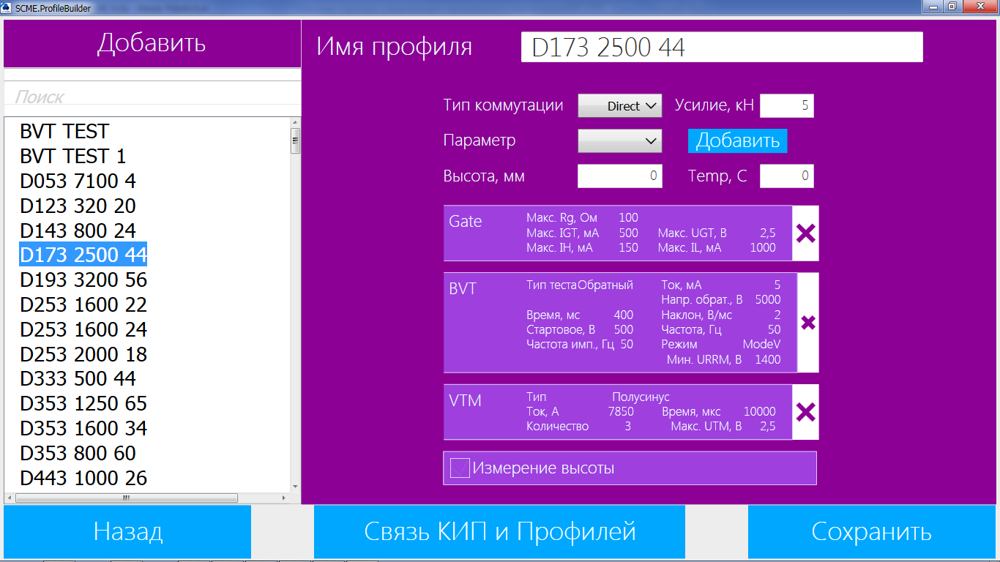 SCME.ProfileBuilder
Добавить
Имя профиля
D173 2500 44
Поиск
BVT TEST
BVT TEST 1
D053 7100 4
D123 320 20
D143 800 24
D173 2500 44
D193 3200 56
D253 1600 22
D253 1600 24
D253 2000 18
D333 500 44
D353 1250 65
D353 1600 34
D353 800 60
D443 1000 26
Тип коммутации Direct Усилие, кН 5
Параметр Добавить
Высота, мм 0 Temp, C 0
Gate
Макс. Rg, Ом 100
Макс. IGT, мА 500 Макс. UGT, В 2,5
Макс. IH, мА 150 Макс. IL, мА 1000
BVT
Тип теста Обратный Ток, мА 5
Напр. обрат., В 5000
Время, мс 400 Наклон, В/мс 2
Стартовое, В 500 Частота, Гц 50
Частота имп., Гц 50 Режим ModeV
Мин. URRM, В 1400
VTM
Тип Полусинус
Ток, А 7850 Время, мкс 10000
Количество 3 Макс. UTM, В 2,5
Измерение высоты
Назад
Связь КИП и Профилей
Сохранить